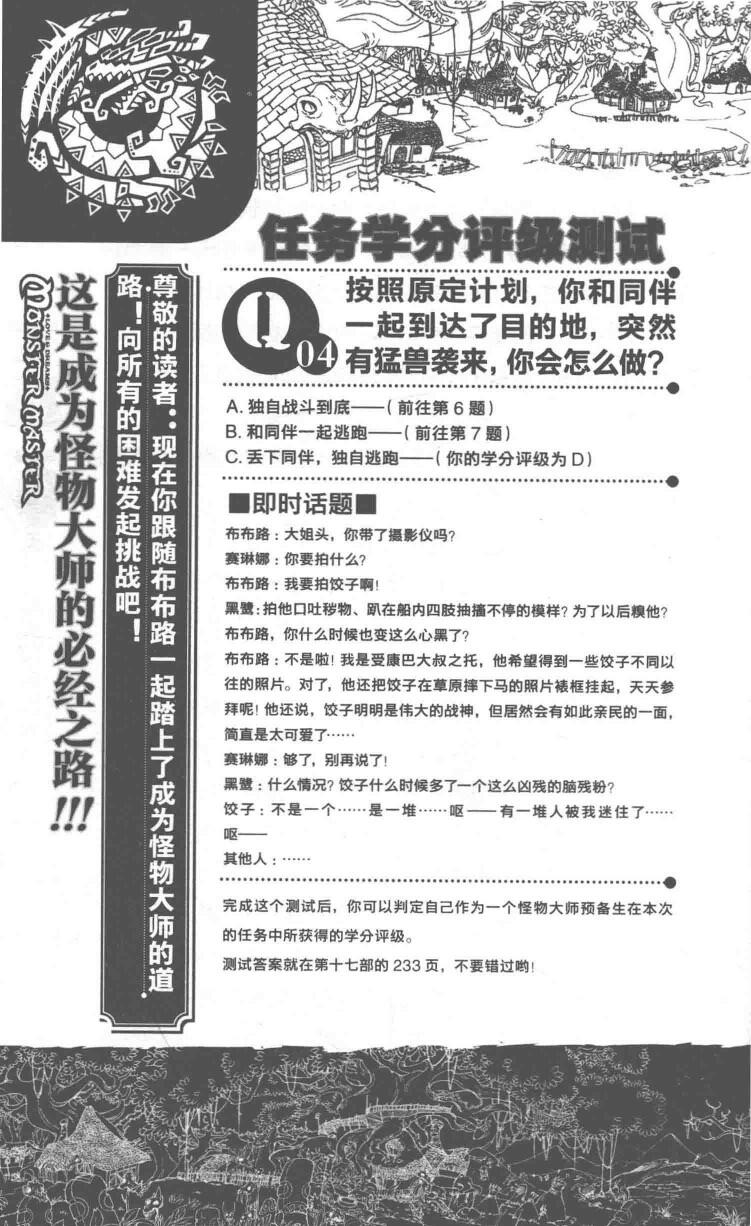 任务学分评级测试
Q04
按照原定计划，你和同伴
一起到达了目的地，突然
有猛兽袭来，你会怎么做？
A. 独自战斗到底——（前往第 6 题）
B. 和同伴一起逃跑——（前往第 7 题）
C. 丢下同伴，独自逃跑——（你的学分评级为 D）
■即时话题■
布布路：大姐头，你带了摄影仪吗？
赛琳娜：你要拍什么？
布布路：我要拍饺子啊！
黑鹭：拍他口吐秽物、趴在船内四肢抽搐不停的模样？为了以后糗他？
布布路，你什么时候也变这么心黑了？
布布路：不是啦！我是受康巴大叔之托，他希望得到一些饺子不同以
往的照片。对了，他还把饺子在草原摔下马的照片裱框挂起，天天参
拜呢！他还说，饺子明明是伟大的战神，但居然会有如此亲民的一面，
简直是太可爱了……
赛琳娜：够了，别再说了！
黑鹭：什么情况？饺子什么时候多了一个这么凶残的脑残粉？
饺子：不是一个……是一堆……呕——有一堆人被我迷住了……
呕——
其他人：……
完成这个测试后，你可以判定自己作为一个怪物大师预备生在本次
的任务中所获得的学分评级。
测试答案就在第十七部的 233 页，不要错过哟！
尊敬的读者：现在你跟随布布路一起踏上了成为怪物大师的道
路！向所有的困难发起挑战吧！
这是成为怪物大师的必经之路!!!
+LOVE & DREAMS+
MONSTER MASTER